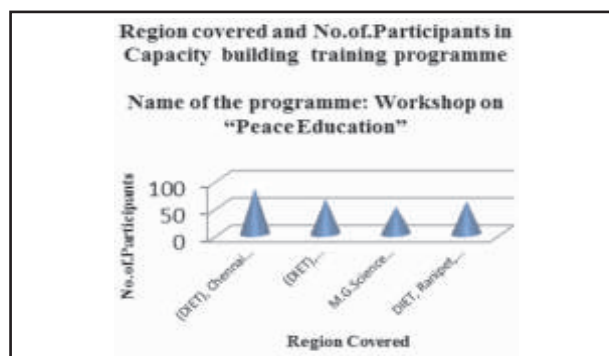 Region covered and No.of.Participants in
Capacity building training programme
Name of the programme: Workshop on
“Peace Education”
No.of.Participants
100
50
0
(DIET), Chennai...
(DIET),...
M.G.Science...
DIET, Ranipet,...
Region Covered